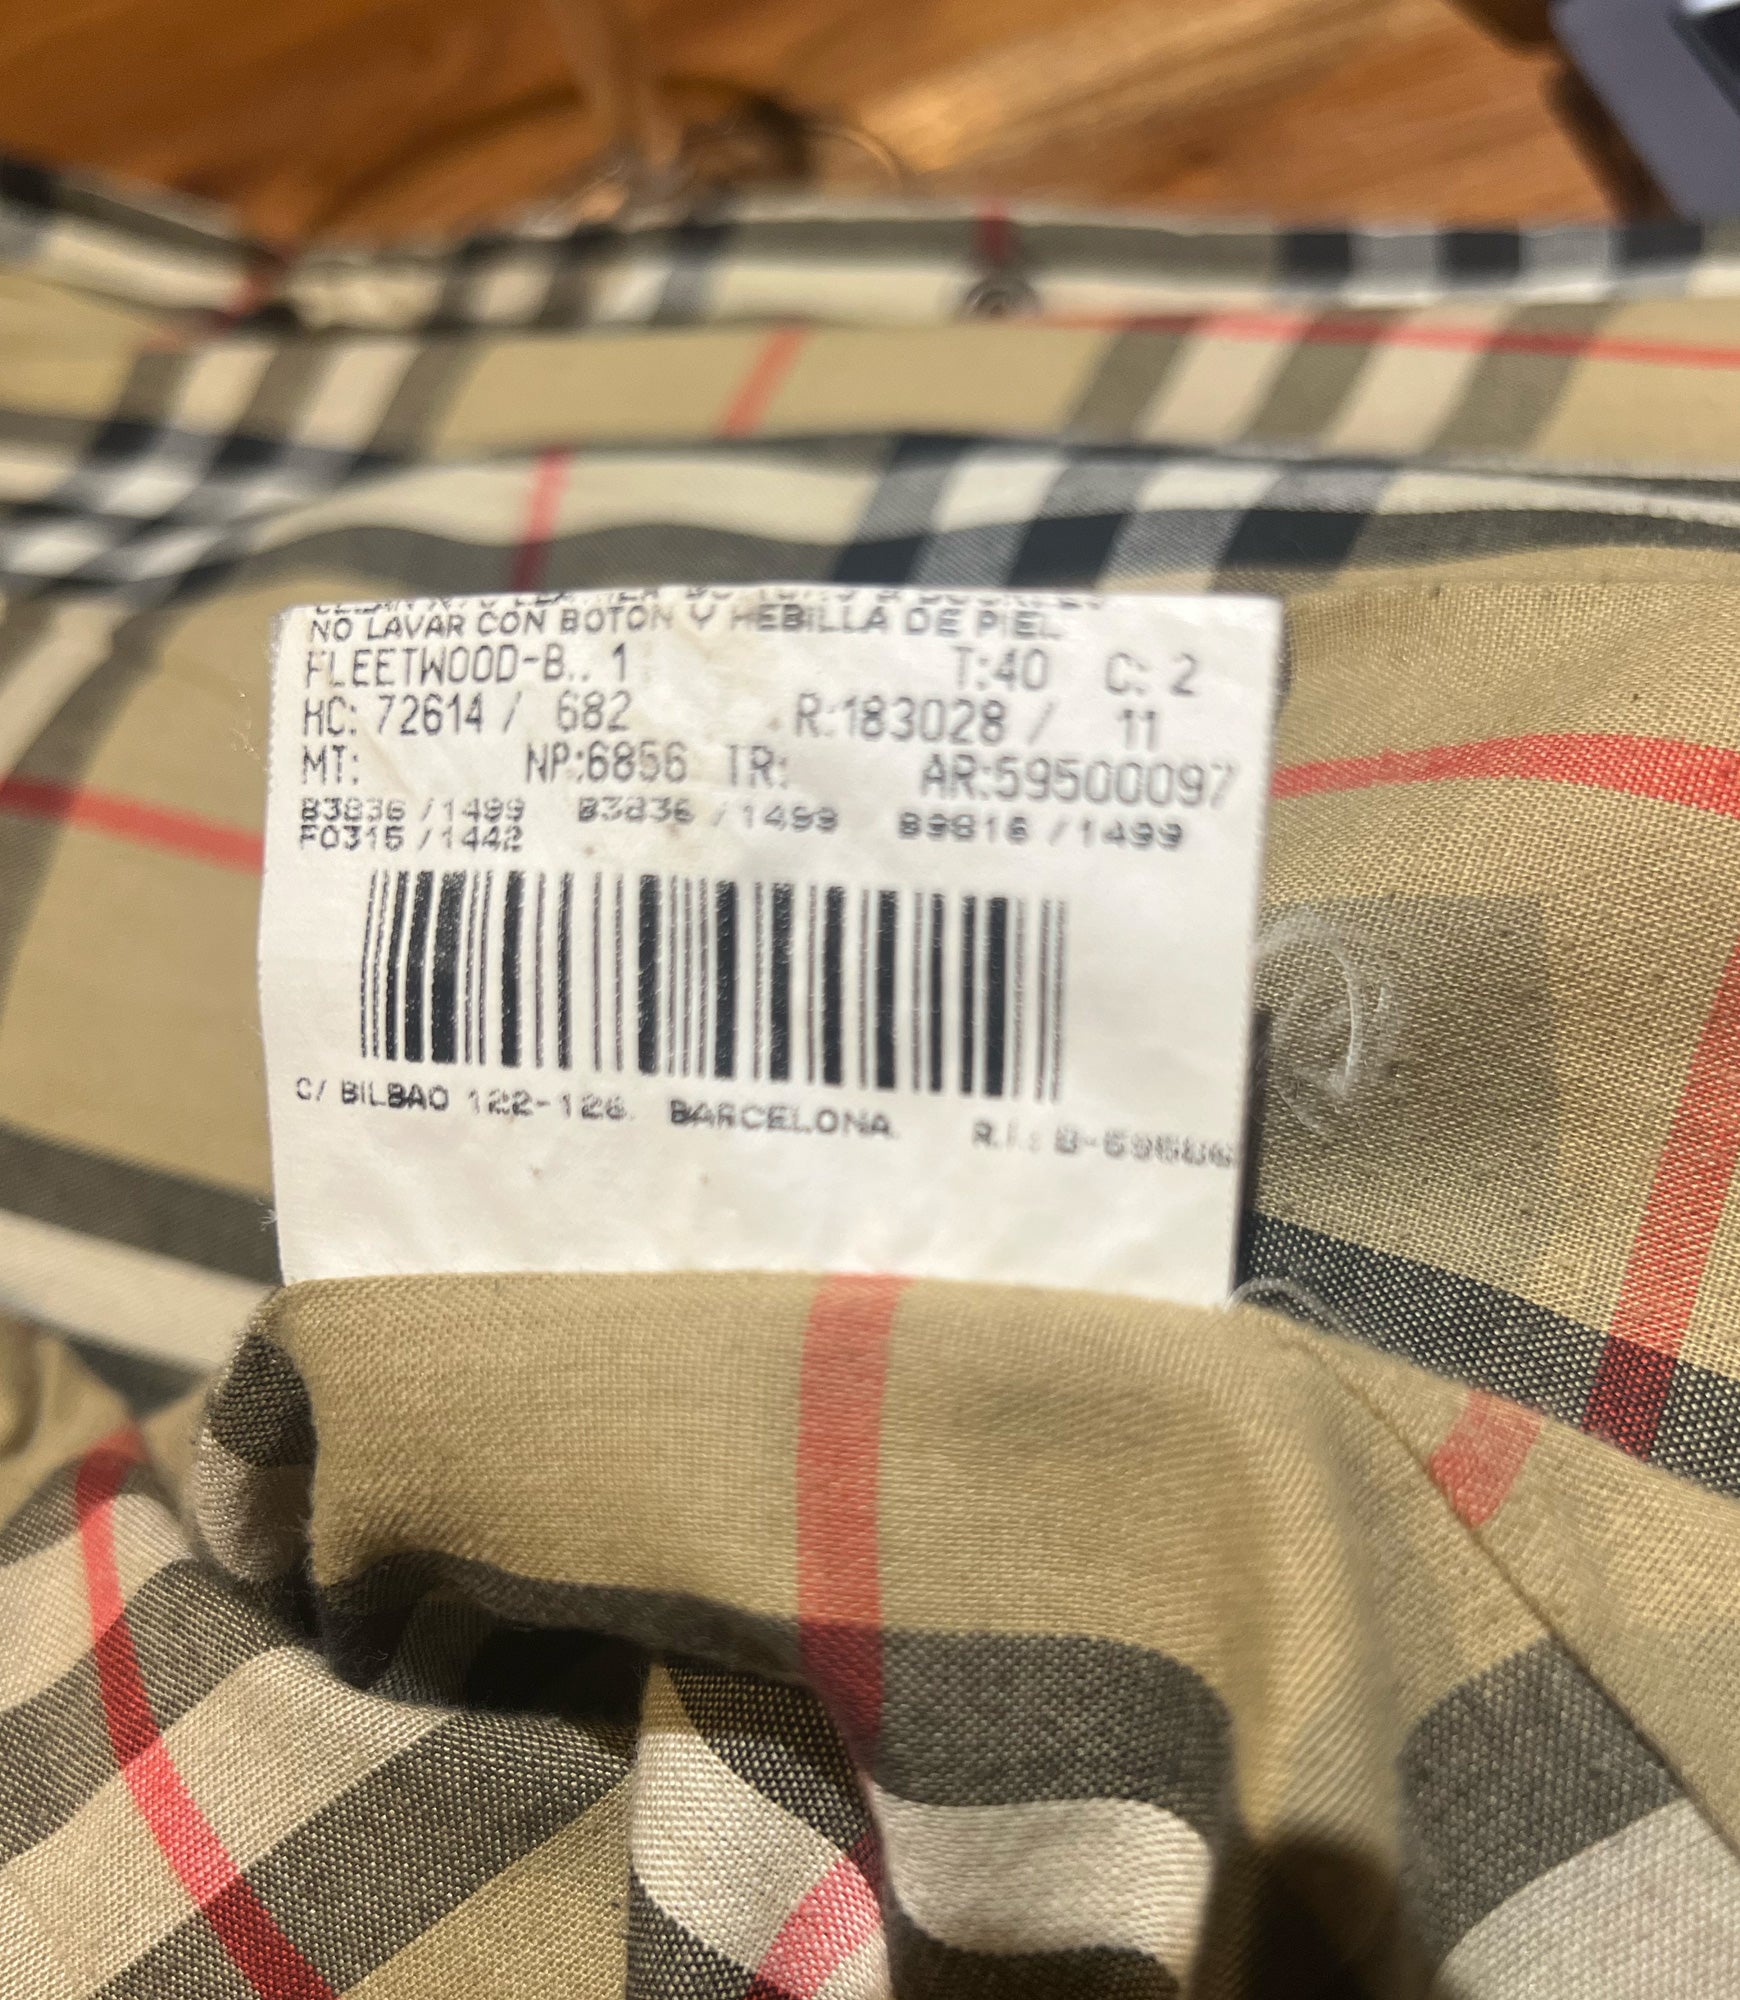 NO LAVAR CON BOTON Y HEBILLA DE PIEL
FLEETWOOD-B.. 1 T:40 C: 2
HC: 72614 / 682 R:183028 / 11
MT: NP:6856 TR: AR:59500097
B3836 /1499 B3836 /1499 B9816 /1499
F0315 /1442
C/ BILBAO 122-126. BARCELONA.